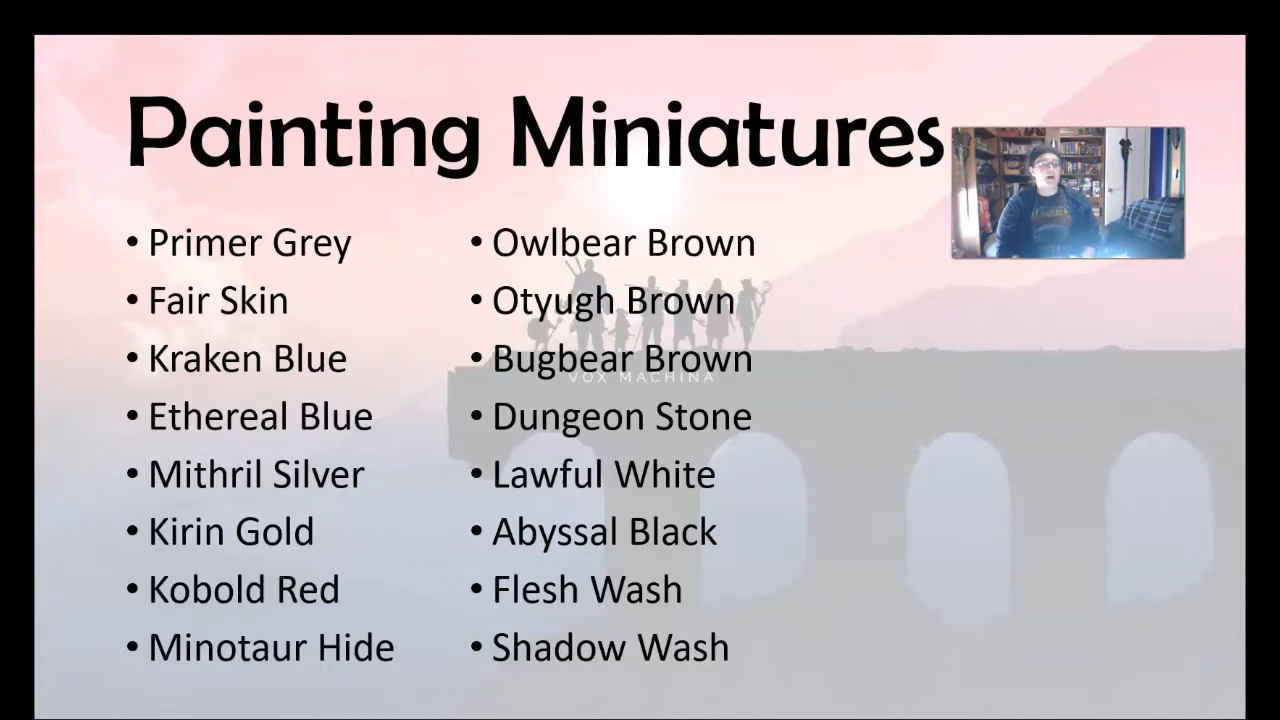 Painting Miniatures
• Primer Grey
• Fair Skin
• Kraken Blue
• Ethereal Blue
• Mithril Silver
• Kirin Gold
• Kobold Red
• Minotaur Hide
• Owlbear Brown
• Otyugh Brown
• Bugbear Brown
• Dungeon Stone
• Lawful White
• Abyssal Black
• Flesh Wash
• Shadow Wash
VOX MACHINA